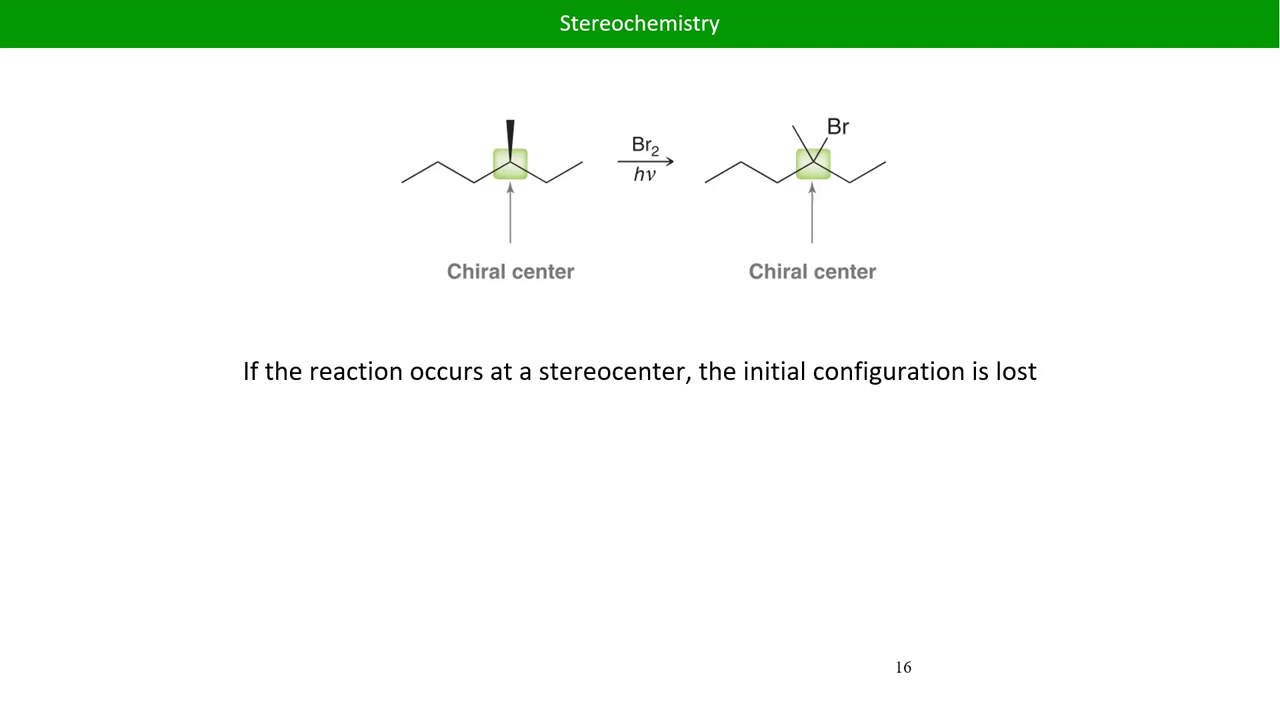 Stereochemistry
Br
Br₂
hν
Chiral center
Chiral center
If the reaction occurs at a stereocenter, the initial configuration is lost
16